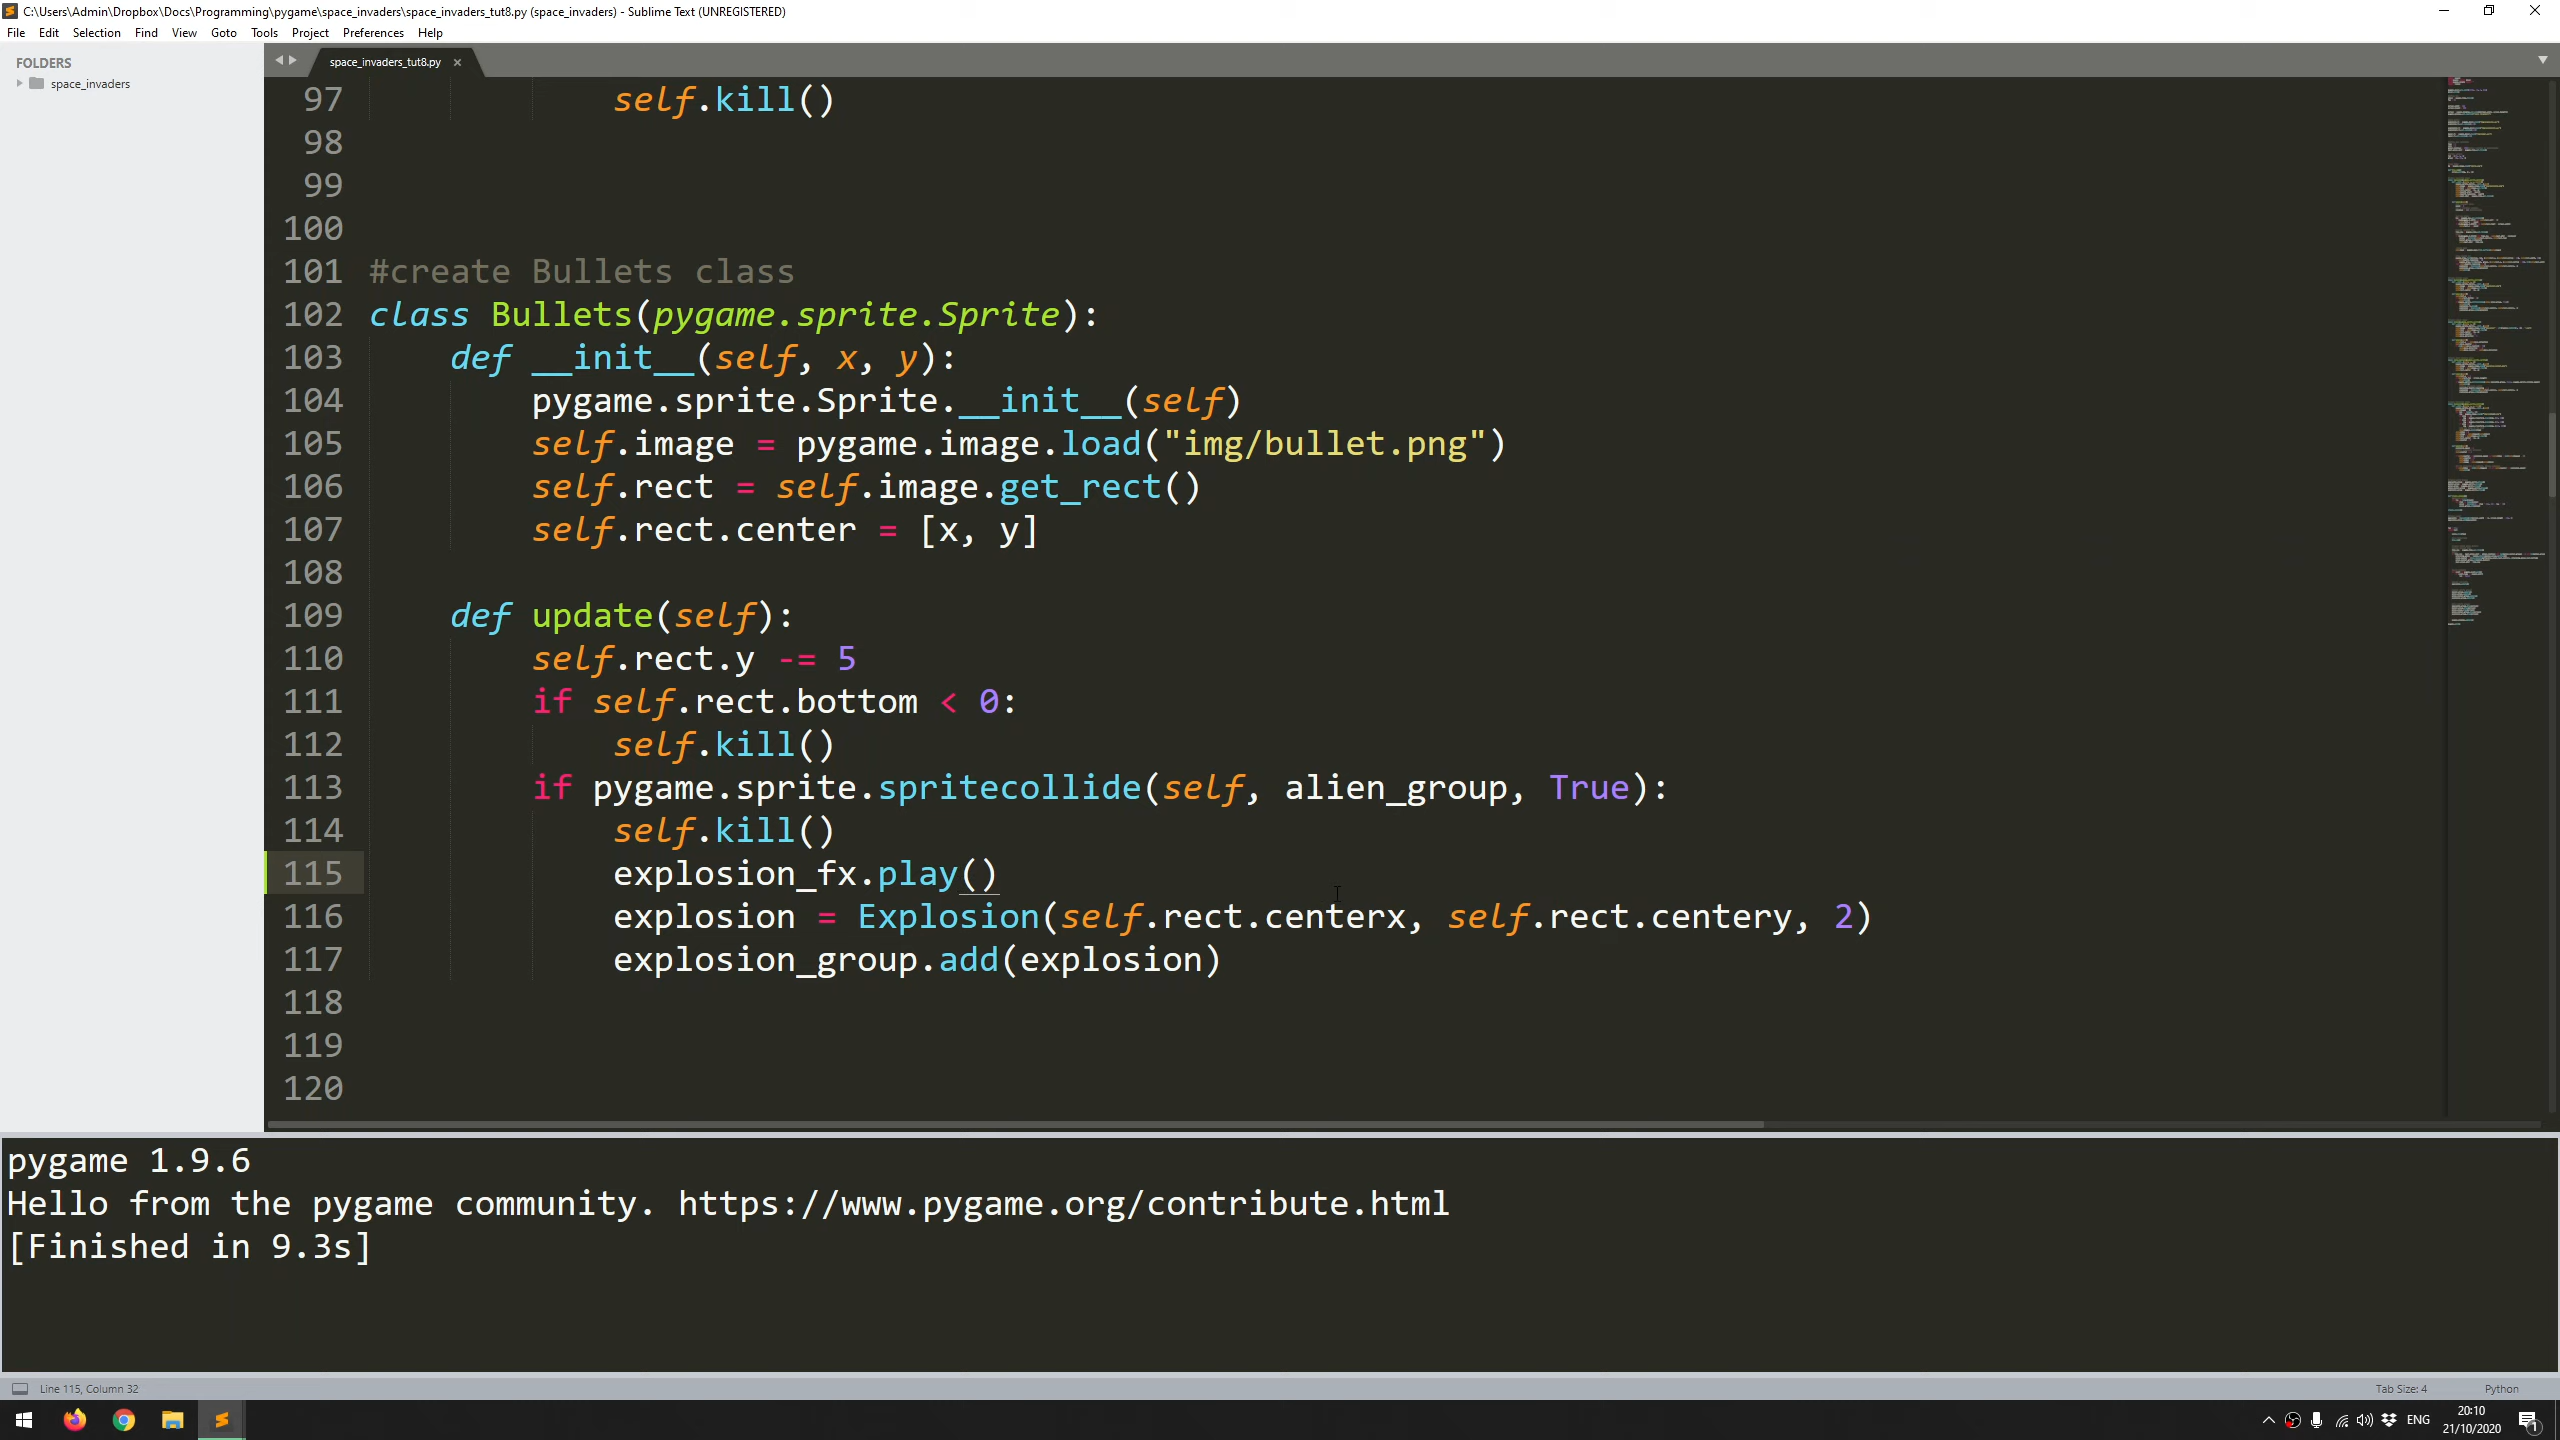 C:\Users\Admin\Dropbox\Docs\Programming\pygame\space_invaders\space_invaders_tut8.py (space_invaders) - Sublime Text (UNREGISTERED)
File Edit Selection Find View Goto Tools Project Preferences Help
FOLDERS
space_invaders
space_invaders_tut8.py
97 self.kill()
98
99
100
101 #create Bullets class
102 class Bullets(pygame.sprite.Sprite):
103 def __init__(self, x, y):
104 pygame.sprite.Sprite.__init__(self)
105 self.image = pygame.image.load("img/bullet.png")
106 self.rect = self.image.get_rect()
107 self.rect.center = [x, y]
108
109 def update(self):
110 self.rect.y -= 5
111 if self.rect.bottom < 0:
112 self.kill()
113 if pygame.sprite.spritecollide(self, alien_group, True):
114 self.kill()
115 explosion_fx.play()
116 explosion = Explosion(self.rect.centerx, self.rect.centery, 2)
117 explosion_group.add(explosion)
118
119
120
pygame 1.9.6
Hello from the pygame community. https://www.pygame.org/contribute.html
[Finished in 9.3s]
Line 115, Column 32
Tab Size: 4
Python
ENG
20:10
21/10/2020
1